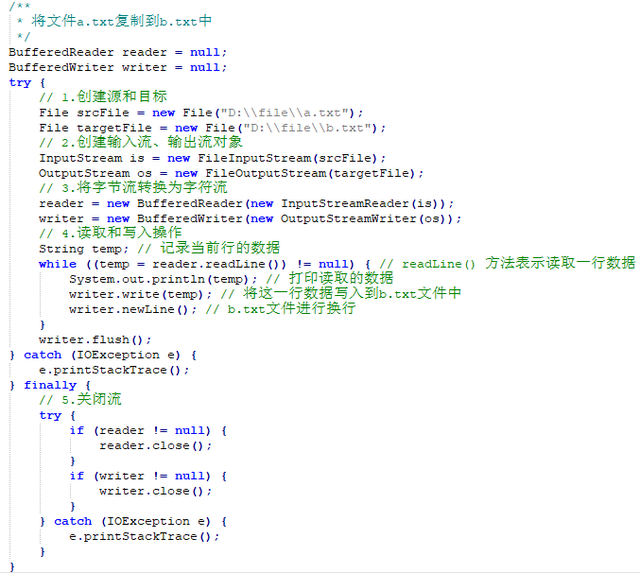 /**
 * 将文件a.txt复制到b.txt中
 */
BufferedReader reader = null;
BufferedWriter writer = null;
try {
    // 1.创建源和目标
    File srcFile = new File("D:\\file\\a.txt");
    File targetFile = new File("D:\\file\\b.txt");
    // 2.创建输入流、输出流对象
    InputStream is = new FileInputStream(srcFile);
    OutputStream os = new FileOutputStream(targetFile);
    // 3.将字节流转换为字符流
    reader = new BufferedReader(new InputStreamReader(is));
    writer = new BufferedWriter(new OutputStreamWriter(os));
    // 4.读取和写入操作
    String temp; // 记录当前行的数据
    while ((temp = reader.readLine()) != null) { // readLine() 方法表示读取一行数据
        System.out.println(temp); // 打印读取的数据
        writer.write(temp); // 将这一行数据写入到b.txt文件中
        writer.newLine(); // b.txt文件进行换行
    }
    writer.flush();
} catch (IOException e) {
    e.printStackTrace();
} finally {
    // 5.关闭流
    try {
        if (reader != null) {
            reader.close();
        }
        if (writer != null) {
            writer.close();
        }
    } catch (IOException e) {
        e.printStackTrace();
    }
}